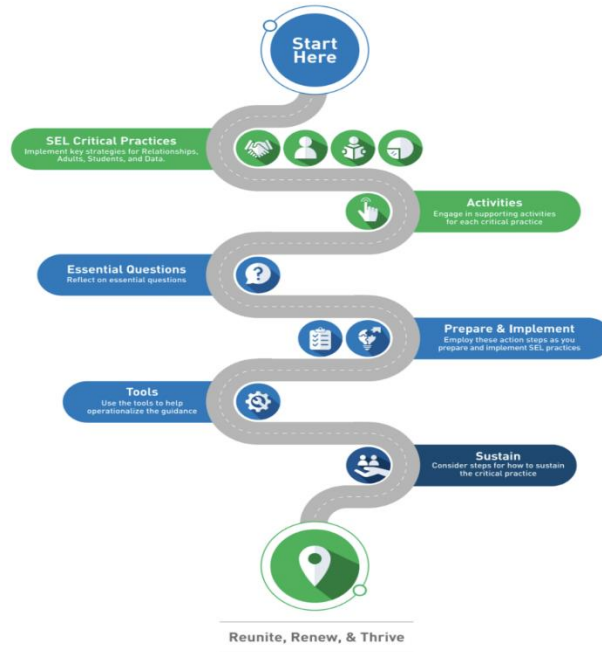 Start
Here
SEL Critical Practices
Implement key strategies for Relationships,
Adults, Students, and Data.
Activities
Engage in supporting activities
for each critical practice
Essential Questions
Reflect on essential questions
Prepare & Implement
Employ these action steps as you
prepare and implement SEL practices
Tools
Use the tools to help
operationalize the guidance
Sustain
Consider steps for how to sustain
the critical practice
Reunite, Renew, & Thrive